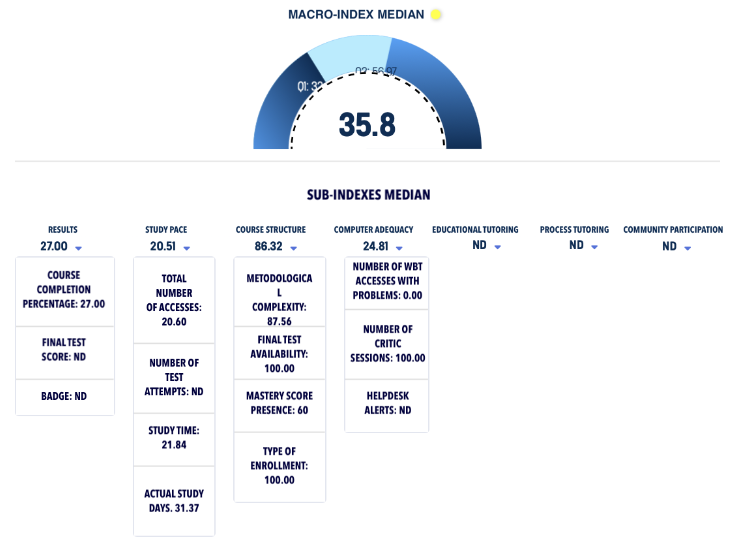 MACRO-INDEX MEDIAN
02: 56.97
01: 32
35.8
SUB-INDEXES MEDIAN
RESULTS
27.00
COURSE
COMPLETION
PERCENTAGE: 27.00
FINAL TEST
SCORE: ND
BADGE: ND
STUDY PACE
20.51
TOTAL
NUMBER
OF ACCESSES:
20.60
NUMBER OF
TEST
ATTEMPTS: ND
STUDY TIME:
21.84
ACTUAL STUDY
DAYS. 31.37
COURSE STRUCTURE
86.32
METODOLOGICA
L
COMPLEXITY:
87.56
FINAL TEST
AVAILABILITY:
100.00
MASTERY SCORE
PRESENCE: 60
TYPE OF
ENROLLMENT:
100.00
COMPUTER ADEQUACY
24.81
NUMBER OF WBT
ACCESSES WITH
PROBLEMS: 0.00
NUMBER OF
CRITIC
SESSIONS: 100.00
HELPDESK
ALERTS: ND
EDUCATIONAL TUTORING
ND
PROCESS TUTORING
ND
COMMUNITY PARTICIPATION
ND